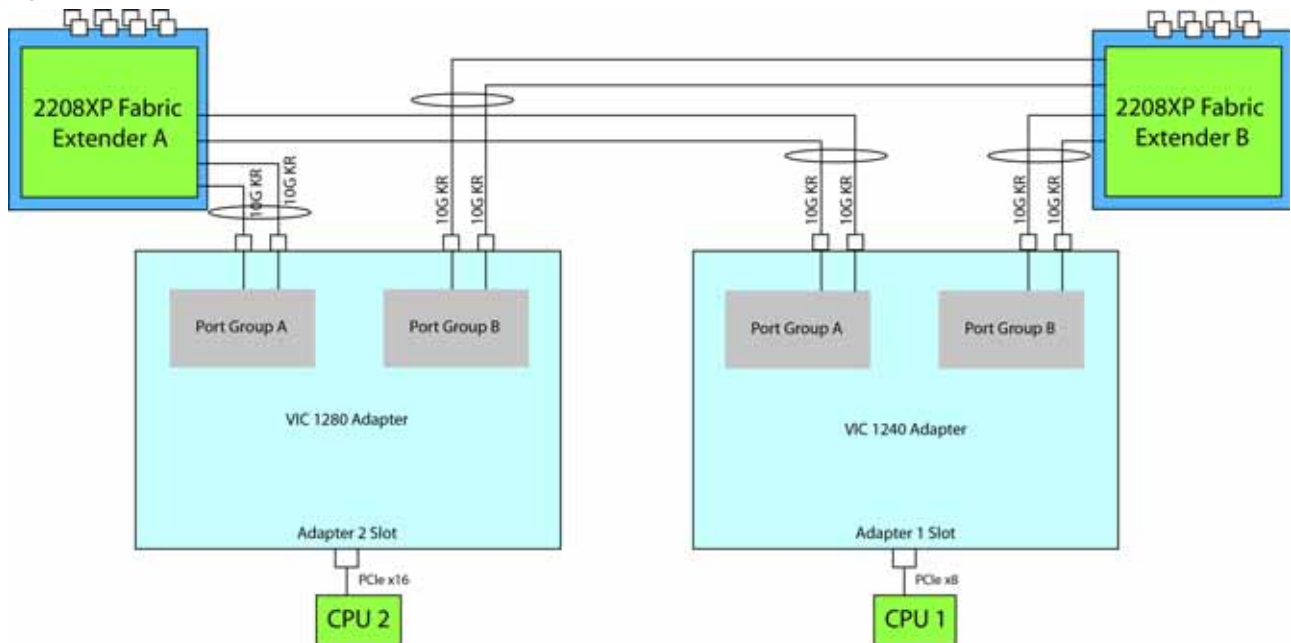 2208XP Fabric
Extender A
2208XP Fabric
Extender B
10G KR
10G KR
10G KR
10G KR
10G KR
10G KR
10G KR
10G KR
Port Group A
Port Group B
Port Group A
Port Group B
VIC 1280 Adapter
VIC 1240 Adapter
Adapter 2 Slot
Adapter 1 Slot
PCIe x16
PCIe x8
CPU 2
CPU 1